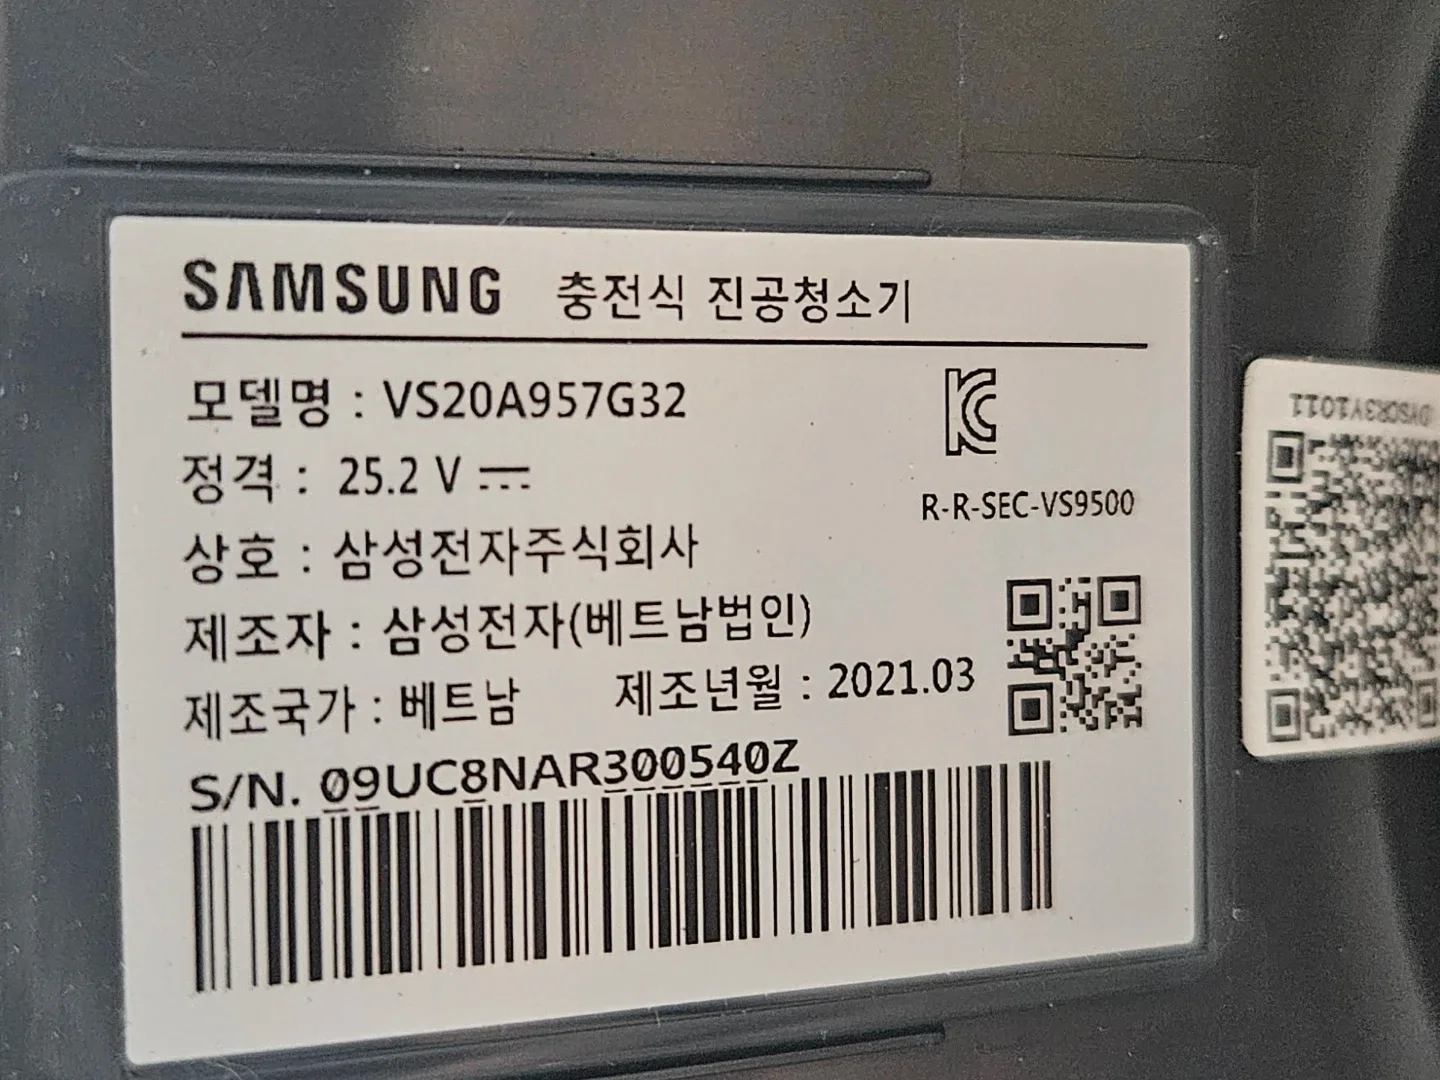 SAMSUNG 충전식 진공청소기
모델명 : VS20A957G32
정격 : 25.2 V
R-R-SEC-VS9500
상호 : 삼성전자주식회사
제조자 : 삼성전자(베트남법인)
제조국가 : 베트남 제조년월 : 2021.03
S/N. 09UC8NAR300540Z
DYSCR3Y1011